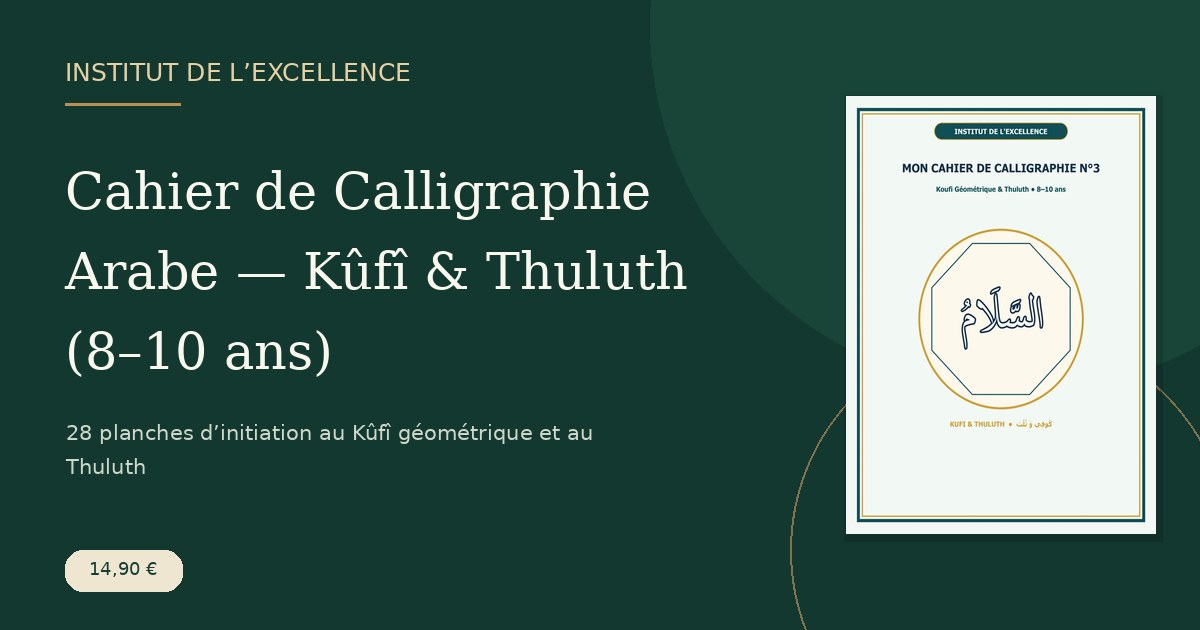 INSTITUT DE L’EXCELLENCE
Cahier de Calligraphie
Arabe — Kûfî & Thuluth
(8–10 ans)
28 planches d’initiation au Kûfî géométrique et au
Thuluth
14,90 €
INSTITUT DE L'EXCELLENCE
MON CAHIER DE CALLIGRAPHIE N°3
Koufi Géométrique & Thuluth • 8–10 ans
السَّلَامُ
KUFI & THULUTH • كوفي و ثلث